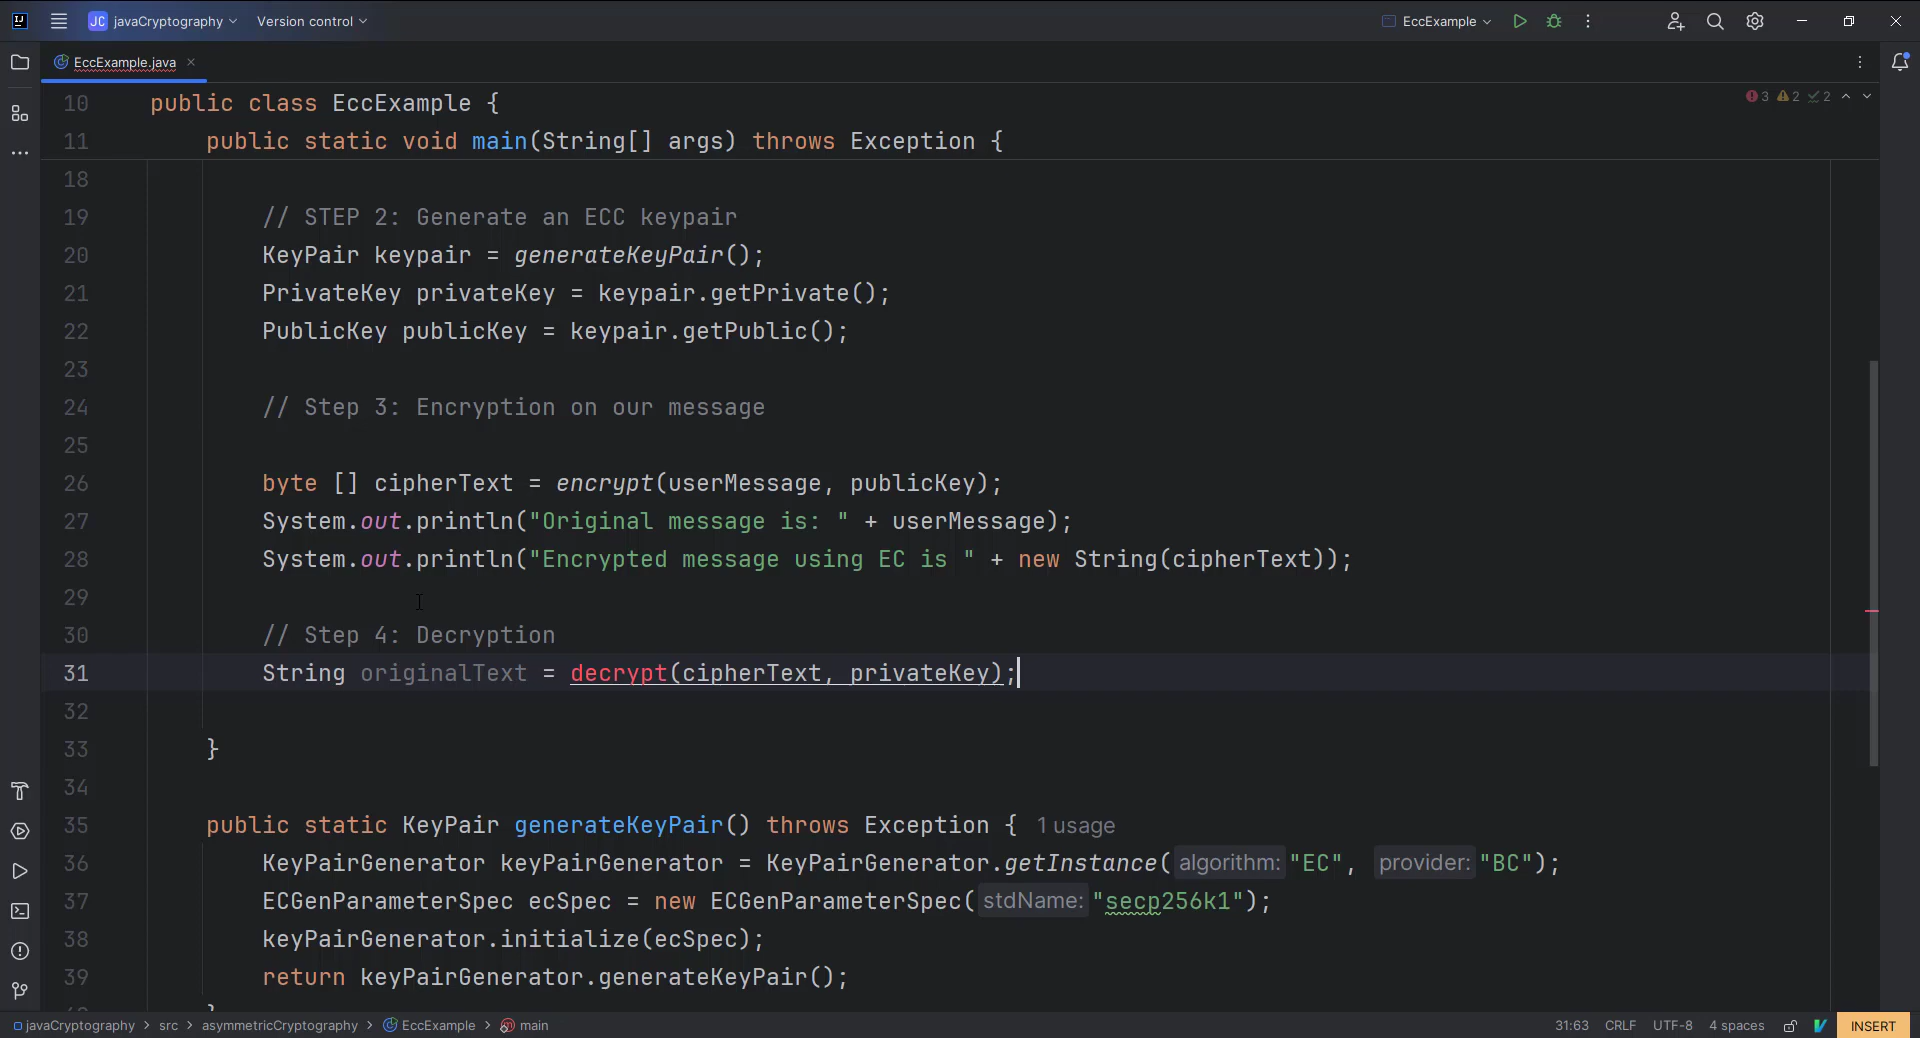 JC javaCryptography Version control EccExample
EccExample.java
3 2 2
10 public class EccExample {
11 public static void main(String[] args) throws Exception {
18
19 // STEP 2: Generate an ECC keypair
20 KeyPair keypair = generateKeyPair();
21 PrivateKey privateKey = keypair.getPrivate();
22 PublicKey publicKey = keypair.getPublic();
23
24 // Step 3: Encryption on our message
25
26 byte [] cipherText = encrypt(userMessage, publicKey);
27 System.out.println("Original message is: " + userMessage);
28 System.out.println("Encrypted message using EC is " + new String(cipherText));
29
30 // Step 4: Decryption
31 String originalText = decrypt(cipherText, privateKey);
32
33 }
34
35 public static KeyPair generateKeyPair() throws Exception { 1 usage
36 KeyPairGenerator keyPairGenerator = KeyPairGenerator.getInstance( algorithm: "EC", provider: "BC");
37 ECGenParameterSpec ecSpec = new ECGenParameterSpec( stdName: "secp256k1");
38 keyPairGenerator.initialize(ecSpec);
39 return keyPairGenerator.generateKeyPair();
javaCryptography > src > asymmetricCryptography > EccExample > main 31:63 CRLF UTF-8 4 spaces INSERT